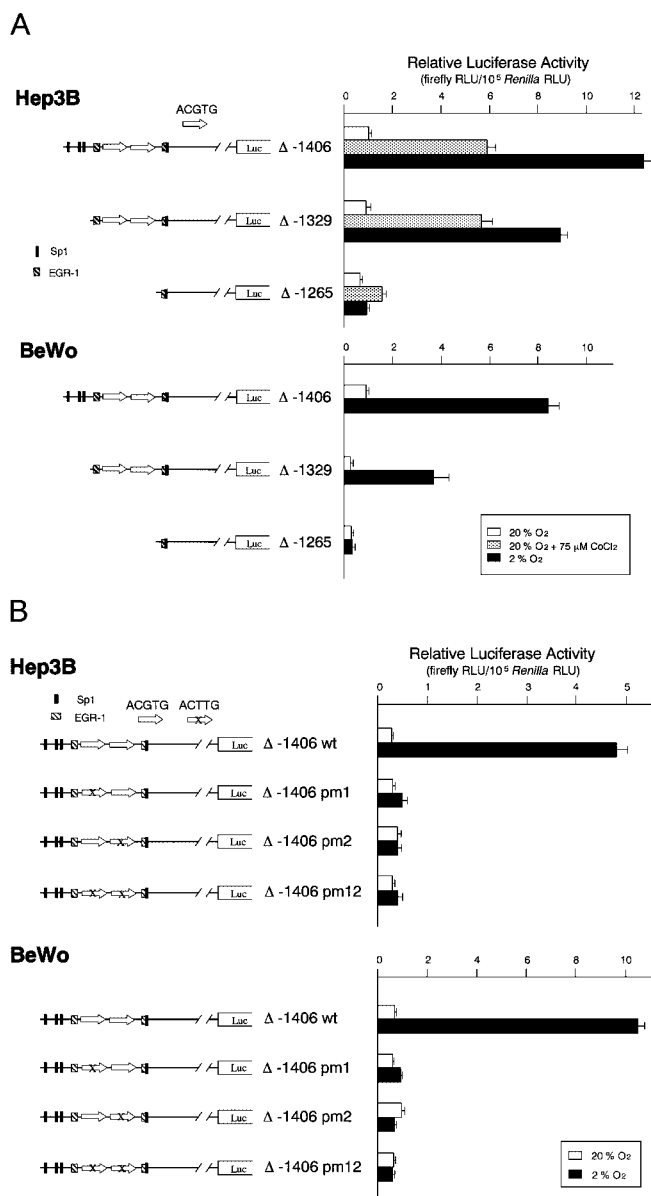 A
Relative Luciferase Activity
(firefly RLU/10⁵ Renilla RLU)
0 2 4 6 8 10 12
Hep3B
ACGTG
Luc Δ -1406
Luc Δ -1329
Sp1
EGR-1
Luc Δ -1265
BeWo
0 2 4 6 8 10
Luc Δ -1406
Luc Δ -1329
Luc Δ -1265
20 % O₂
20 % O₂ + 75 µM CoCl₂
2 % O₂
B
Relative Luciferase Activity
(firefly RLU/10⁵ Renilla RLU)
Hep3B
0 1 2 3 4 5
Sp1
EGR-1
ACGTG ACTTG
x
Luc Δ -1406 wt
x Luc Δ -1406 pm1
x Luc Δ -1406 pm2
x x Luc Δ -1406 pm12
BeWo
0 2 4 6 8 10
Luc Δ -1406 wt
x Luc Δ -1406 pm1
x Luc Δ -1406 pm2
x x Luc Δ -1406 pm12
20 % O₂
2 % O₂